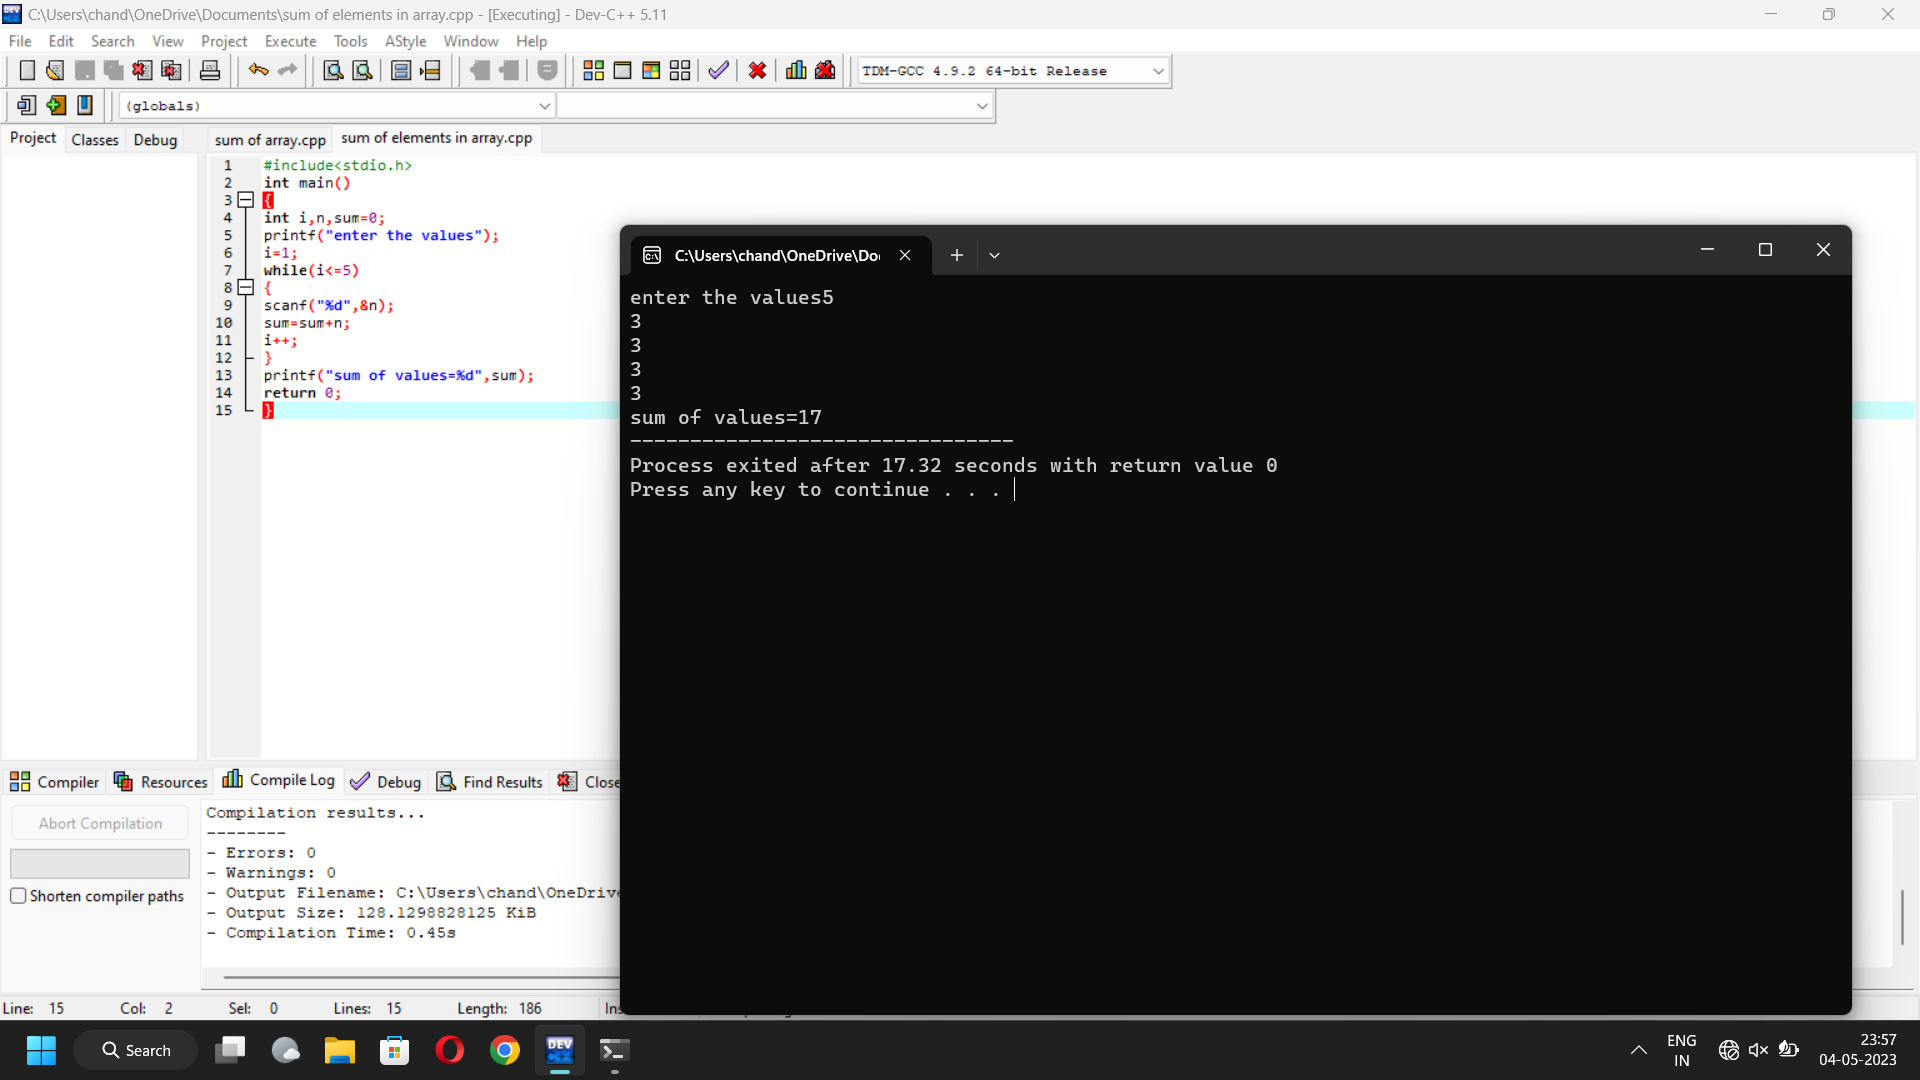 C:\Users\chand\OneDrive\Documents\sum of elements in array.cpp - [Executing] - Dev-C++ 5.11
File Edit Search View Project Execute Tools AStyle Window Help
TDM-GCC 4.9.2 64-bit Release
(globals)
Project Classes Debug
sum of array.cpp sum of elements in array.cpp
1 #include<stdio.h>
2 int main()
3 {
4 int i,n,sum=0;
5 printf("enter the values");
6 i=1;
7 while(i<=5)
8 {
9 scanf("%d",&n);
10 sum=sum+n;
11 i++;
12 }
13 printf("sum of values=%d",sum);
14 return 0;
15 }
C:\Users\chand\OneDrive\Do
enter the values5
3
3
3
3
sum of values=17
--------------------------------
Process exited after 17.32 seconds with return value 0
Press any key to continue . . .
Compiler Resources Compile Log Debug Find Results Close
Abort Compilation
Shorten compiler paths
Compilation results...
--------
- Errors: 0
- Warnings: 0
- Output Filename: C:\Users\chand\OneDrive
- Output Size: 128.1298828125 KiB
- Compilation Time: 0.45s
Line: 15 Col: 2 Sel: 0 Lines: 15 Length: 186 Ins
DEV C++
Search
ENG
IN
23:57
04-05-2023